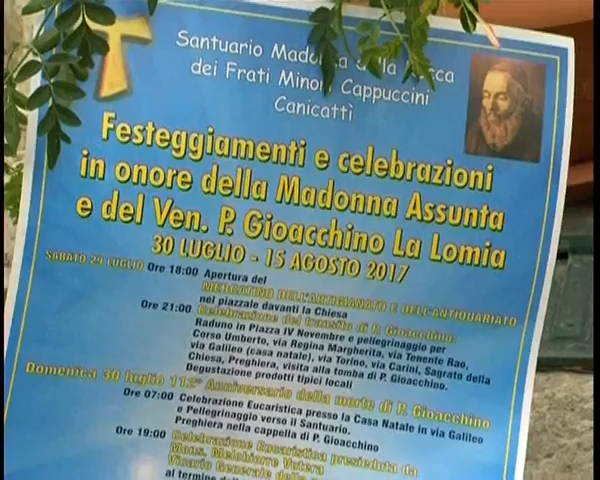 Santuario Madonna della Rocca
dei Frati Minori Cappuccini
Canicattì
Festeggiamenti e celebrazioni
in onore della Madonna Assunta
e del Ven. P. Gioacchino La Lomia
30 LUGLIO - 15 AGOSTO 2017
SABATO 29 LUGLIO Ore 18:00 Apertura del
MERCATINO DELL'ARTIGIANATO E DELL'ANTIQUARIATO
nel piazzale davanti la Chiesa
Ore 21:00 Celebrazione del transito di P. Gioacchino:
Raduno in Piazza IV Novembre e pellegrinaggio per
Corso Umberto, via Regina Margherita, via Tenente Rao,
via Galileo (casa natale), via Torino, via Carini, Sagrato della
Chiesa, Preghiera, visita alla tomba di P. Gioacchino.
Degustazione prodotti tipici locali
Domenica 30 luglio 112° Anniversario della morte di P. Gioacchino
Ore 07:00 Celebrazione Eucaristica presso la Casa Natale in via Galileo
e Pellegrinaggio verso il Santuario.
Preghiera nella cappella di P. Gioacchino
Ore 19:00 Celebrazione Eucaristica presieduta da
Mons. Melchiorre Vutera
Vicario Generale della
al termine